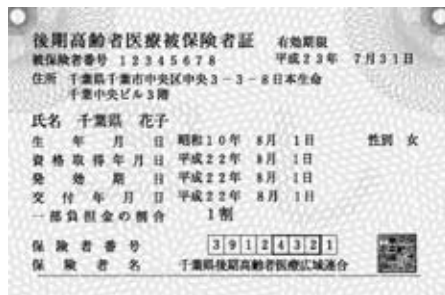 後期高齢者医療被保険者証 有効期限
被保険者番号 12345678 平成23年 7月31日
住所 千葉県千葉市中央区中央3-3-8日本生命
千葉中央ビル3階
氏名 千葉県 花子
生年月日 昭和10年 8月 1日 性別 女
資格取得年月日 平成22年 8月 1日
発効期日 平成22年 8月 1日
交付年月日 平成22年 8月 1日
一部負担金の割合 1割
保険者番号 39124321
保険者名 千葉県後期高齢者医療広域連合